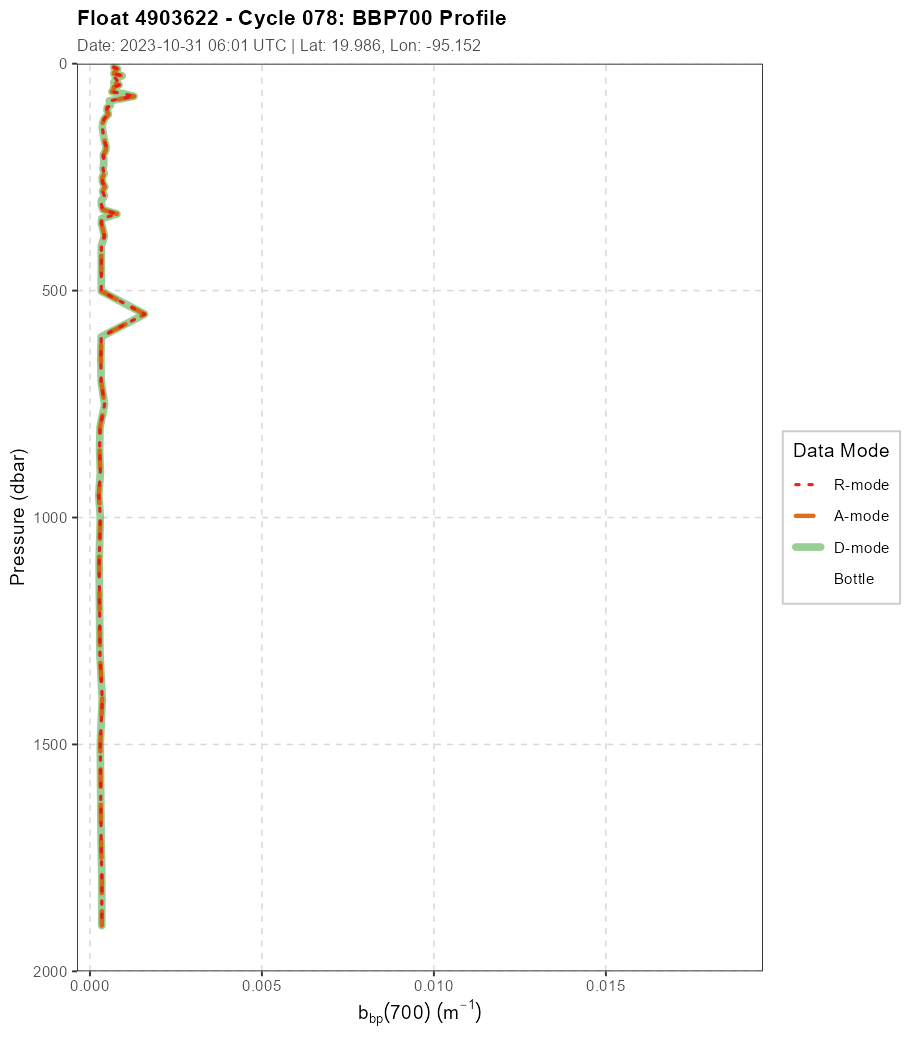 Float 4903622 - Cycle 078: BBP700 Profile
Date: 2023-10-31 06:01 UTC | Lat: 19.986, Lon: -95.152
0
500
1000
1500
2000
Pressure (dbar)
0.000 0.005 0.010 0.015
b_bp(700) (m⁻¹)
Data Mode
R-mode
A-mode
D-mode
Bottle